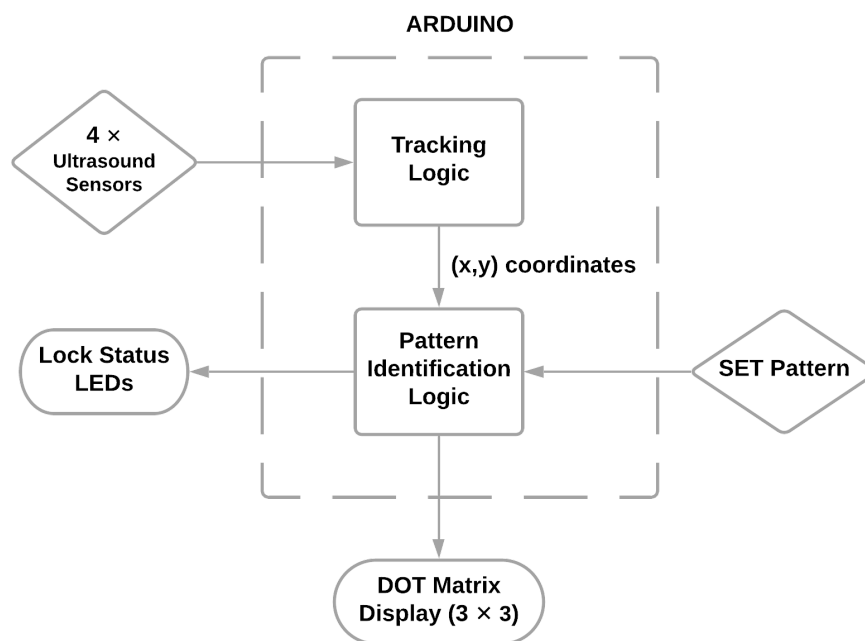 ARDUINO
4 ×
Ultrasound
Sensors
Tracking
Logic
(x,y) coordinates
Lock Status
LEDs
Pattern
Identification
Logic
SET Pattern
DOT Matrix
Display (3 × 3)